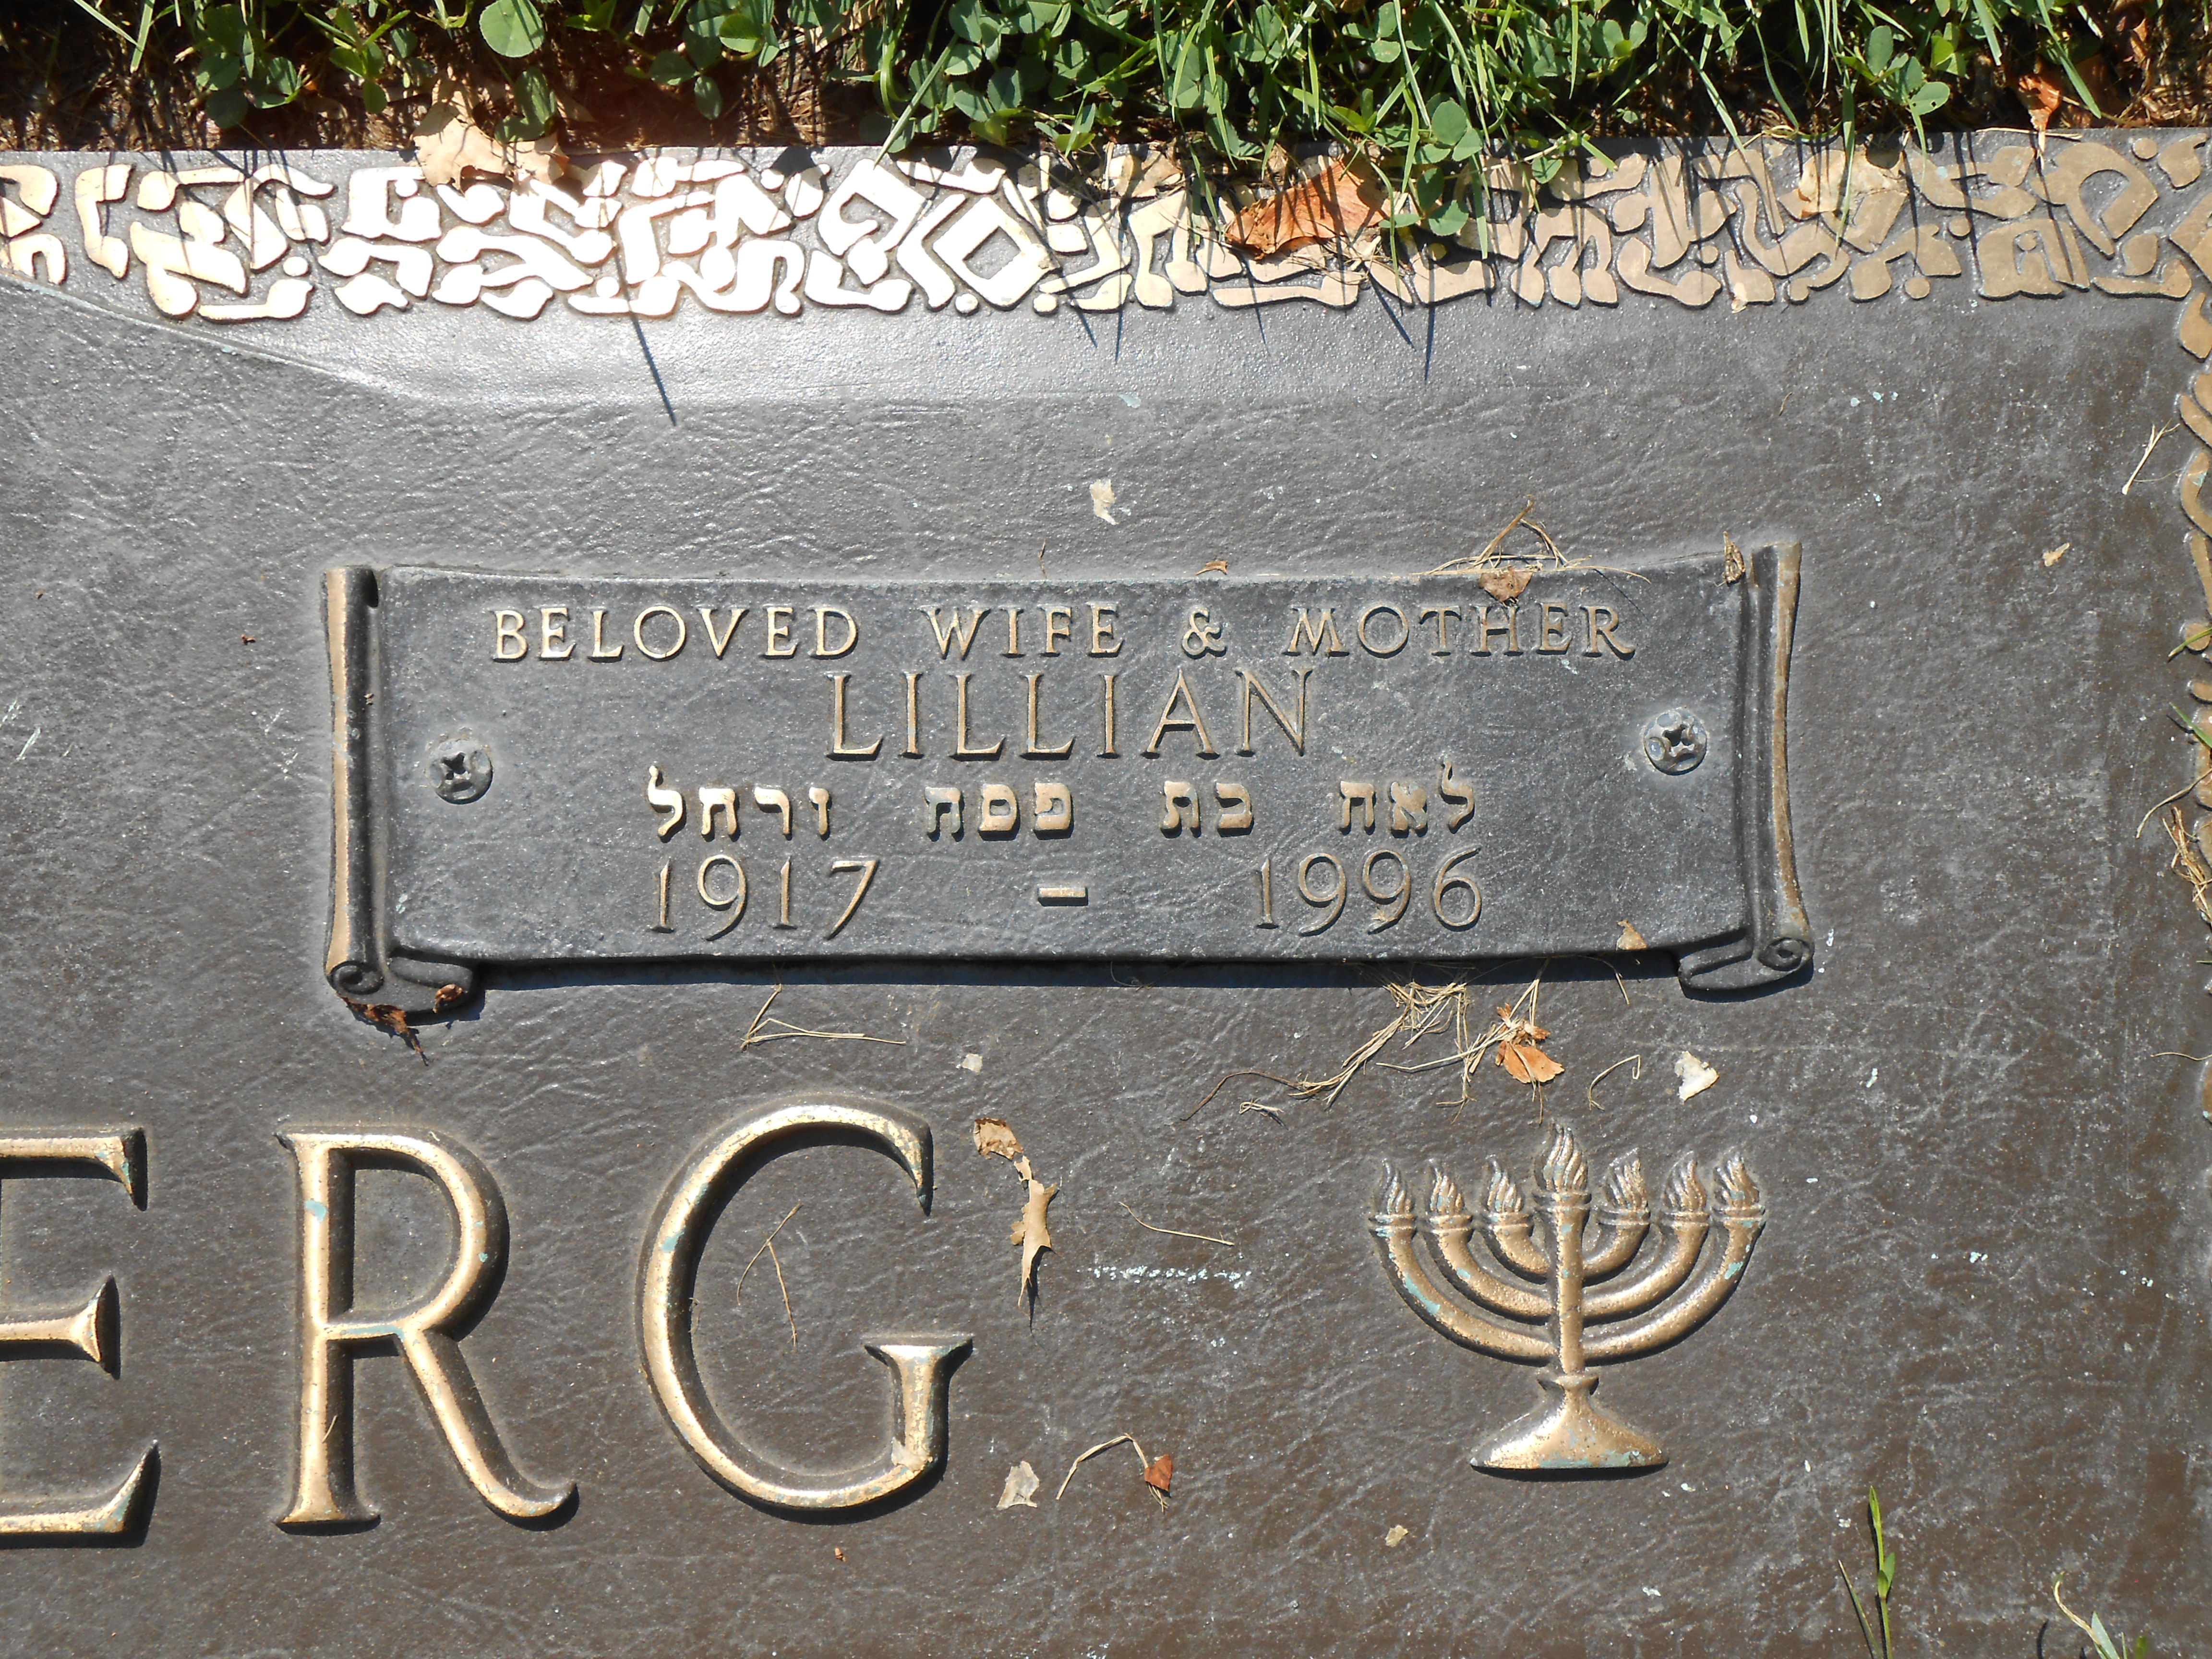 BELOVED WIFE & MOTHER
LILLIAN
לאה בת פסח ורחל
1917 - 1996
ERG